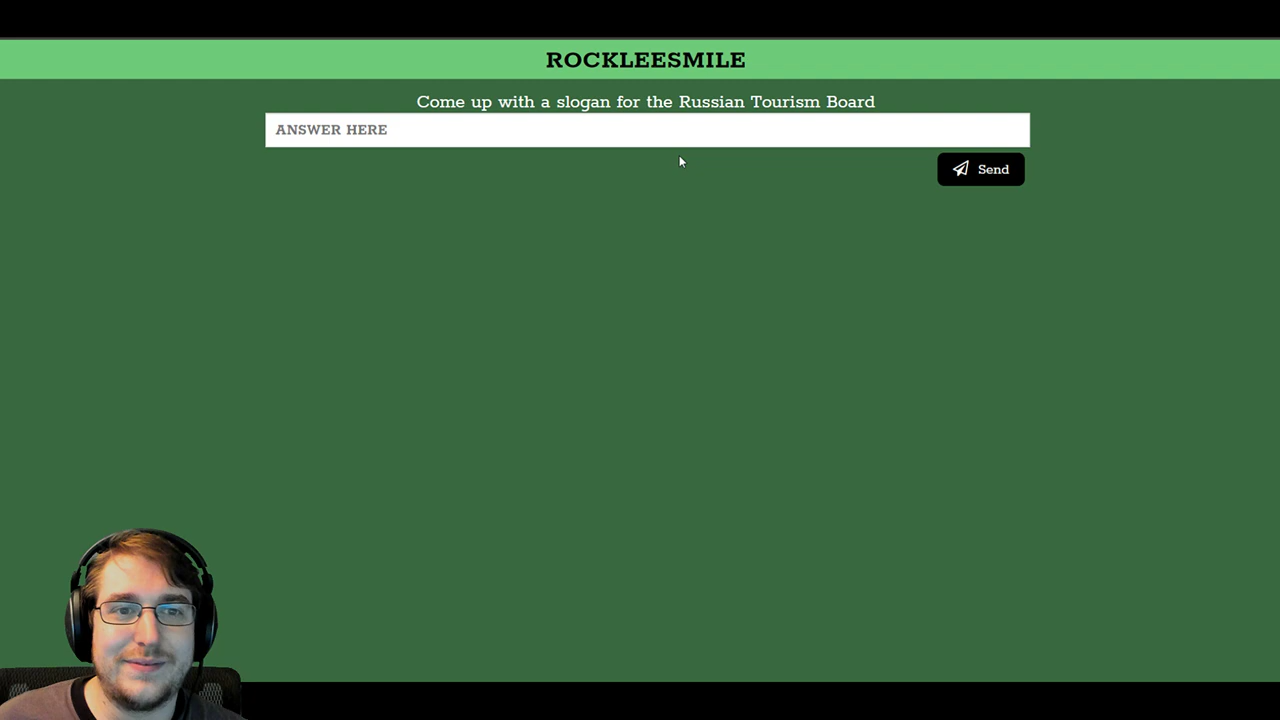 ROCKLEESMILE
Come up with a slogan for the Russian Tourism Board
ANSWER HERE
Send